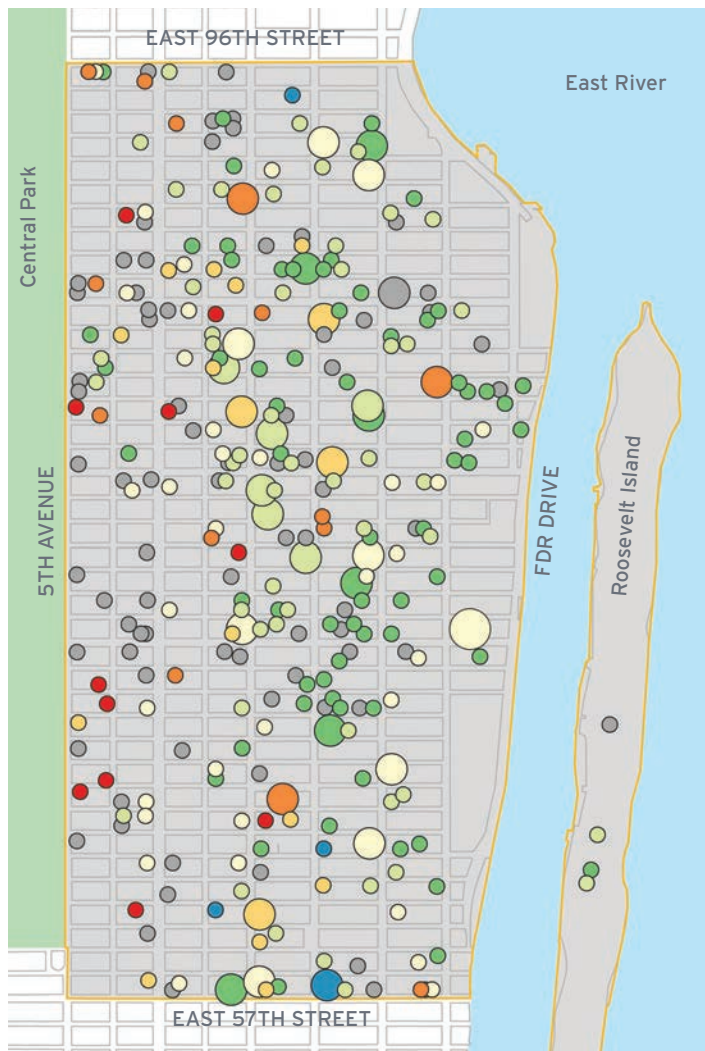 EAST 96TH STREET
East River
Central Park
5TH AVENUE
FDR DRIVE
Roosevelt Island
EAST 57TH STREET